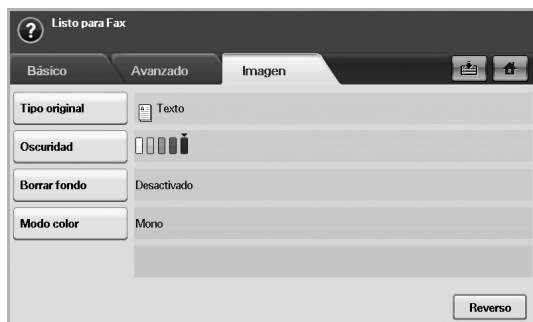 ? Listo para Fax
Básico Avanzado Imagen
Tipo original Texto
Oscuridad
Borrar fondo Desactivado
Modo color Mono
Reverso